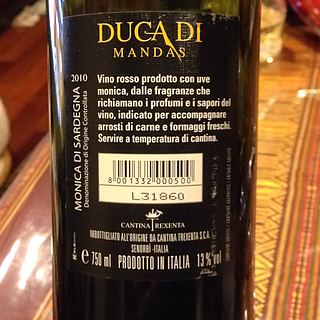 DUCA DI
MANDAS
2010
MONICA DI SARDEGNA
Denominazione di Origine Controllata
Vino rosso prodotto con uve
monica, dalle fragranze che
richiamano i profumi e i sapori del
vino, indicato per accompagnare
arrosti di carne e formaggi freschi.
Servire a temperatura di cantina.
8 001332 000500
L31860
CANTINA TREXENTA
IMBOTTIGLIATO ALL'ORIGINE DA CANTINA TREXENTA S.C.A.
SENORBÌ - ITALIA
e 750 ml PRODOTTO IN ITALIA 13% vol